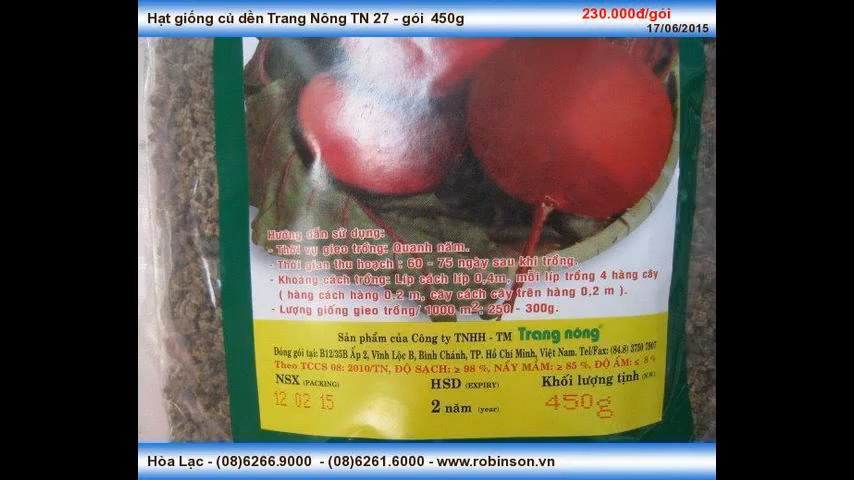 Hạt giống củ dền Trang Nông TN 27 - gói 450g
230.000đ/gói
17/06/2015
Hướng dẫn sử dụng:
- Thời vụ gieo trồng: Quanh năm.
- Thời gian thu hoạch : 60 - 75 ngày sau khi trồng.
- Khoảng cách trồng: Líp cách líp 0,4m, mỗi líp trồng 4 hàng cây
( hàng cách hàng 0,2 m, cây cách cây trên hàng 0,2 m ).
- Lượng giống gieo trồng/ 1000 m²: 250 - 300g.
Sản phẩm của Công ty TNHH - TM Trang nông®
Đóng gói tại: B12/35B Ấp 2, Vĩnh Lộc B, Bình Chánh, TP. Hồ Chí Minh, Việt Nam. Tel/Fax: (84.8) 3750 7907
Theo TCCS 08: 2010/TN, ĐỘ SẠCH: ≥ 98 %, NẨY MẦM: ≥ 85 %, ĐỘ ẨM: ≤ 8 %
NSX (PACKING) HSD (EXPIRY) Khối lượng tịnh (N.W)
12 02 15 2 năm (year) 450g
Hòa Lạc - (08)6266.9000 - (08)6261.6000 - www.robinson.vn